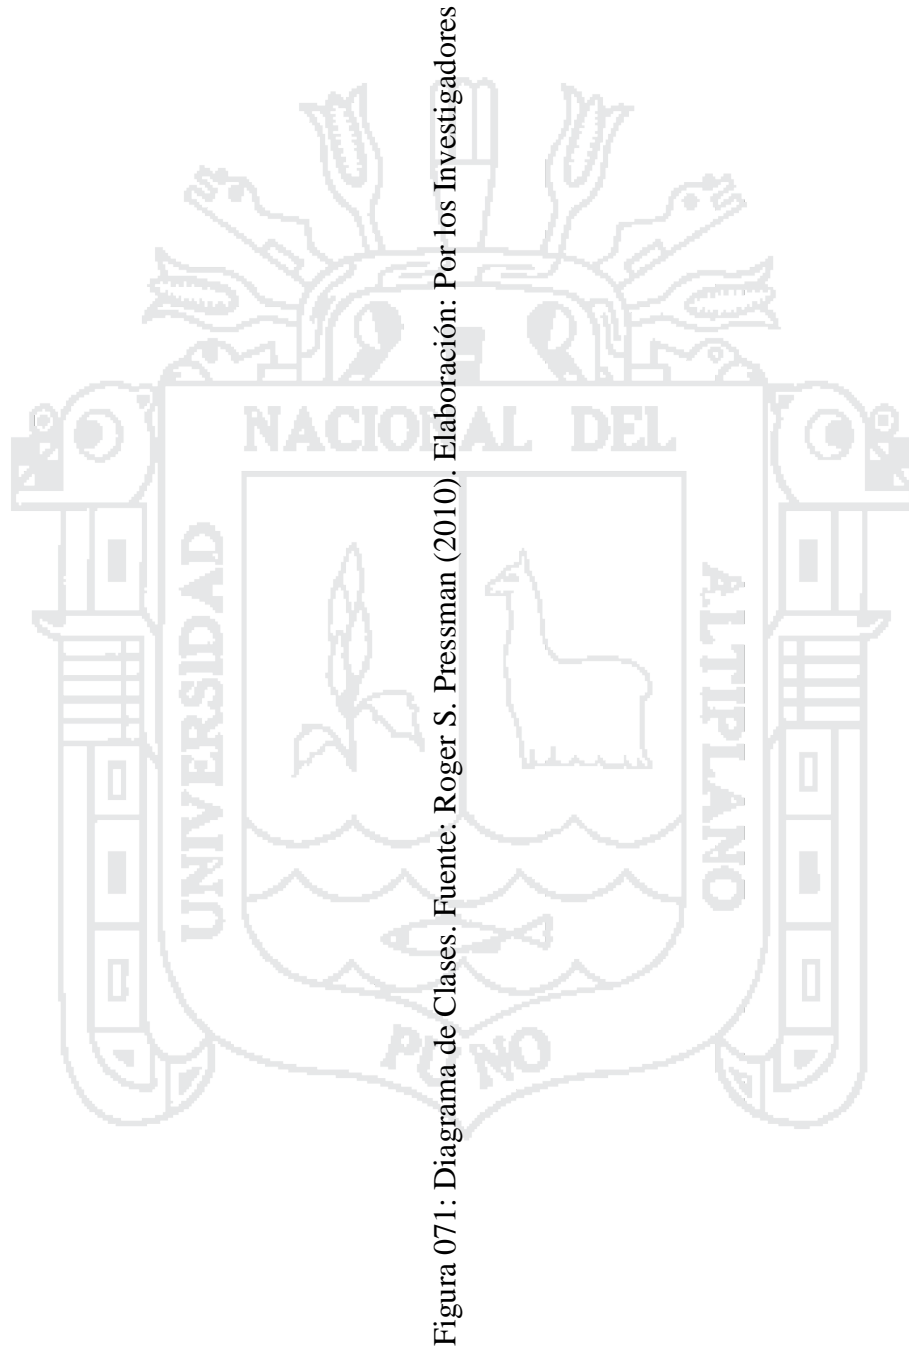 Figura 071: Diagrama de Clases. Fuente: Roger S. Pressman (2010). Elaboración: Por los Investigadores
UNIVERSIDAD
NACIONAL DEL
ALTIPLANO
PUNO